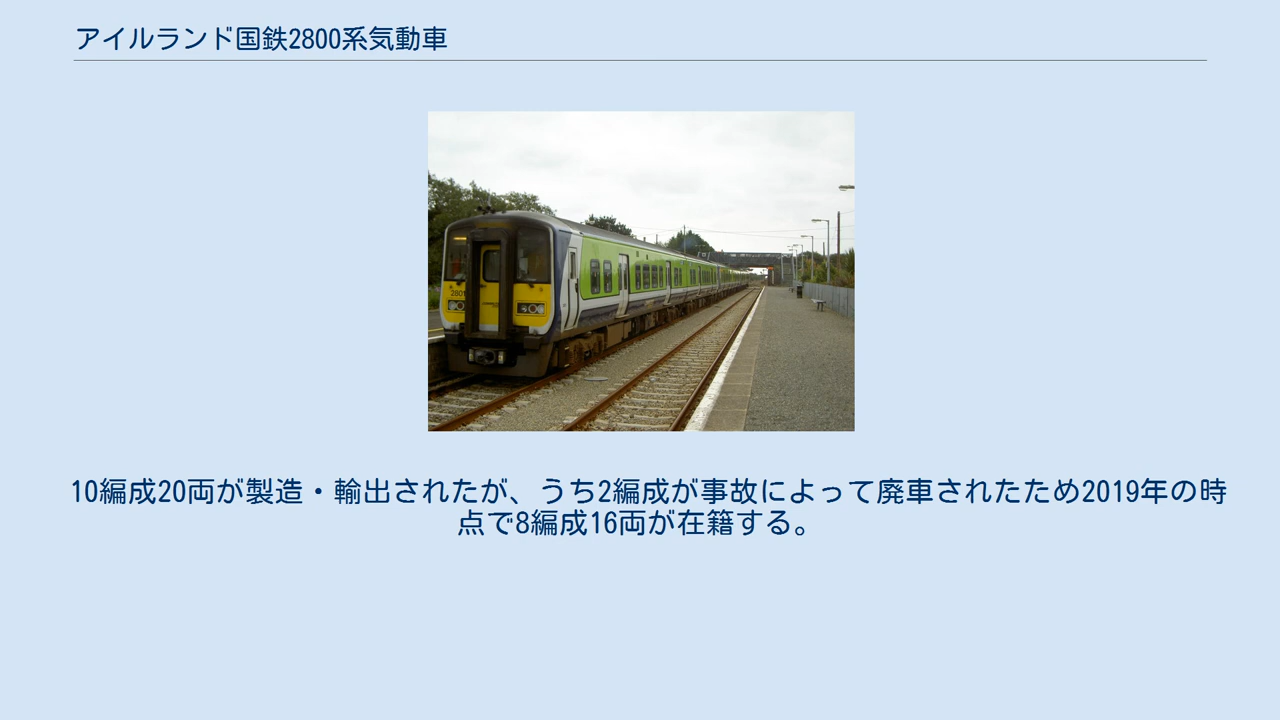 アイルランド国鉄2800系気動車
2801
10編成20両が製造・輸出されたが、うち2編成が事故によって廃車されたため2019年の時
点で8編成16両が在籍する。